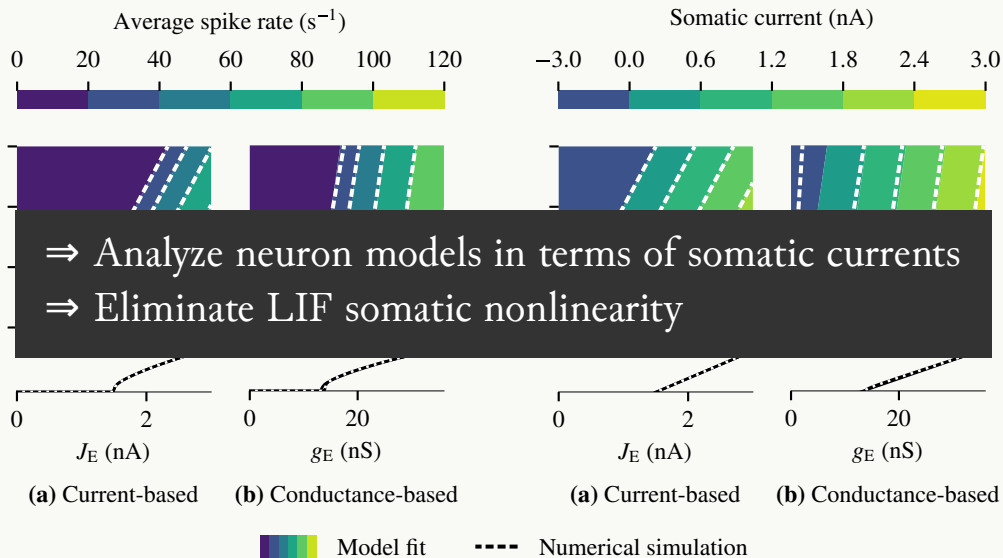 Average spike rate (s⁻¹)
Somatic current (nA)
0 20 40 60 80 100 120
−3.0 0.0 0.6 1.2 1.8 2.4 3.0
⇒ Analyze neuron models in terms of somatic currents
⇒ Eliminate LIF somatic nonlinearity
0 2
0 20
0 2
0 20
J_E (nA)
g_E (nS)
J_E (nA)
g_E (nS)
(a) Current-based
(b) Conductance-based
(a) Current-based
(b) Conductance-based
Model fit
Numerical simulation